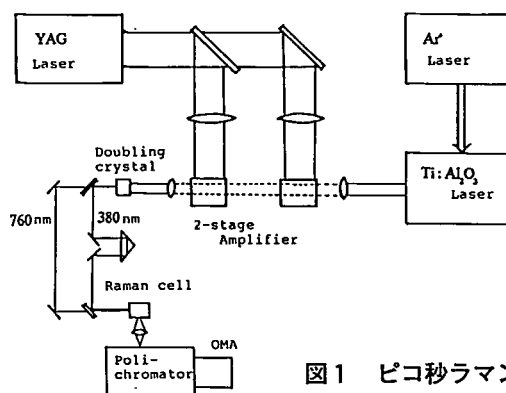 YAG
Laser
Ar⁺
Laser
Doubling
crystal
Ti:Al₂O₃
Laser
760nm
380nm
2-stage
Amplifier
Raman cell
OMA
Poli-
chromator
図1 ピコ秒ラマン